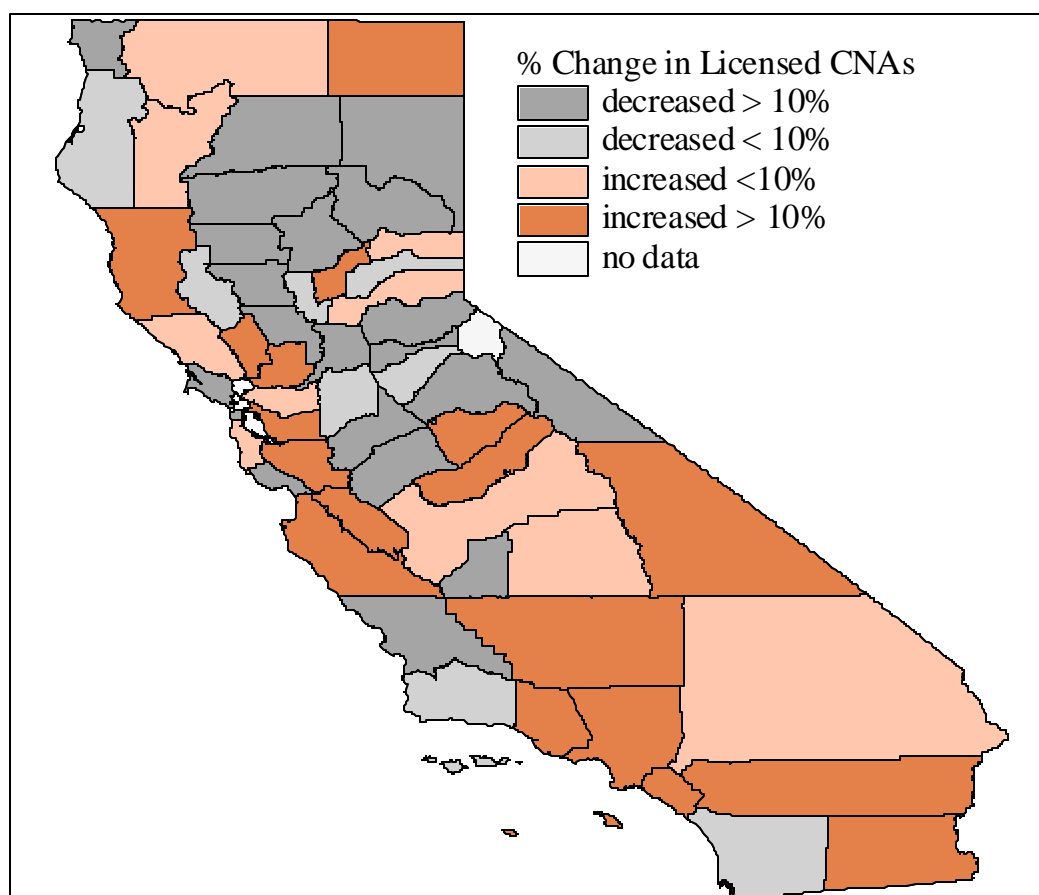 % Change in Licensed CNAs
decreased > 10%
decreased < 10%
increased <10%
increased > 10%
no data